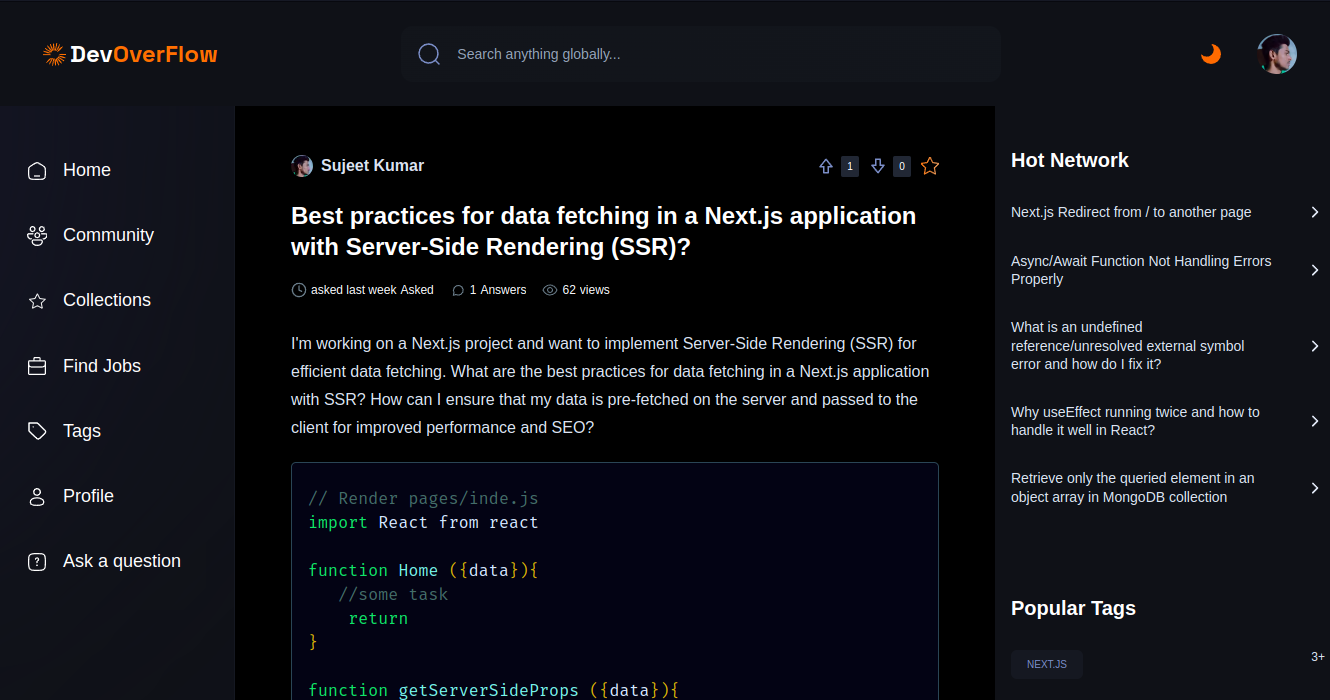 DevOverFlow
Search anything globally...
Home
Community
Collections
Find Jobs
Tags
Profile
Ask a question
Sujeet Kumar
1
0
Best practices for data fetching in a Next.js application
with Server-Side Rendering (SSR)?
asked last week Asked
1 Answers
62 views
I'm working on a Next.js project and want to implement Server-Side Rendering (SSR) for
efficient data fetching. What are the best practices for data fetching in a Next.js application
with SSR? How can I ensure that my data is pre-fetched on the server and passed to the
client for improved performance and SEO?
// Render pages/inde.js
import React from react
function Home ({data}){
//some task
return
}
function getServerSideProps ({data}){
Hot Network
Next.js Redirect from / to another page
Async/Await Function Not Handling Errors
Properly
What is an undefined
reference/unresolved external symbol
error and how do I fix it?
Why useEffect running twice and how to
handle it well in React?
Retrieve only the queried element in an
object array in MongoDB collection
Popular Tags
NEXT.JS
3+